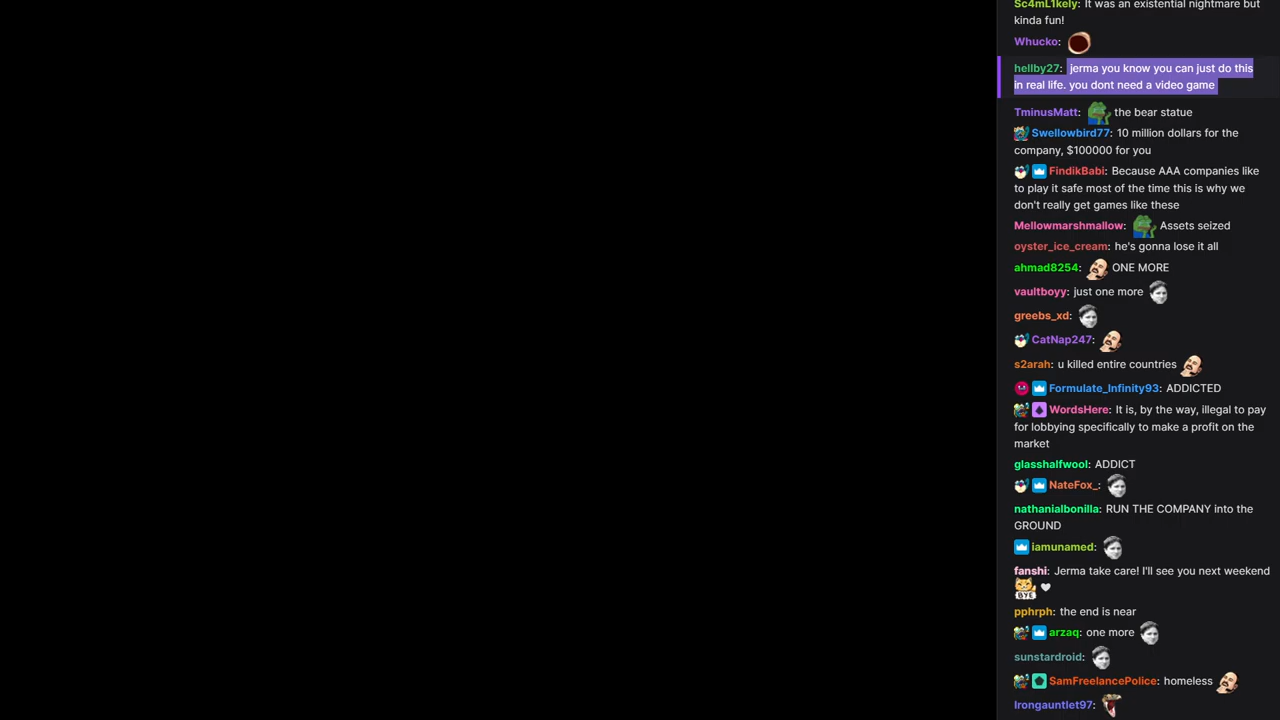 Sc4mL1kely: It was an existential nightmare but
kinda fun!
Whucko:
hellby27: jerma you know you can just do this
in real life. you dont need a video game
TminusMatt: the bear statue
Swellowbird77: 10 million dollars for the
company, $100000 for you
FindikBabi: Because AAA companies like
to play it safe most of the time this is why we
don't really get games like these
Mellowmarshmallow: Assets seized
oyster_ice_cream: he's gonna lose it all
ahmad8254: ONE MORE
vaultboyy: just one more
greebs_xd:
CatNap247:
s2arah: u killed entire countries
Formulate_Infinity93: ADDICTED
WordsHere: It is, by the way, illegal to pay
for lobbying specifically to make a profit on the
market
glasshalfwool: ADDICT
NateFox_:
nathanialbonilla: RUN THE COMPANY into the
GROUND
iamunamed:
fanshi: Jerma take care! I'll see you next weekend
BYE
pphrph: the end is near
arzaq: one more
sunstardroid:
SamFreelancePolice: homeless
Irongauntlet97: